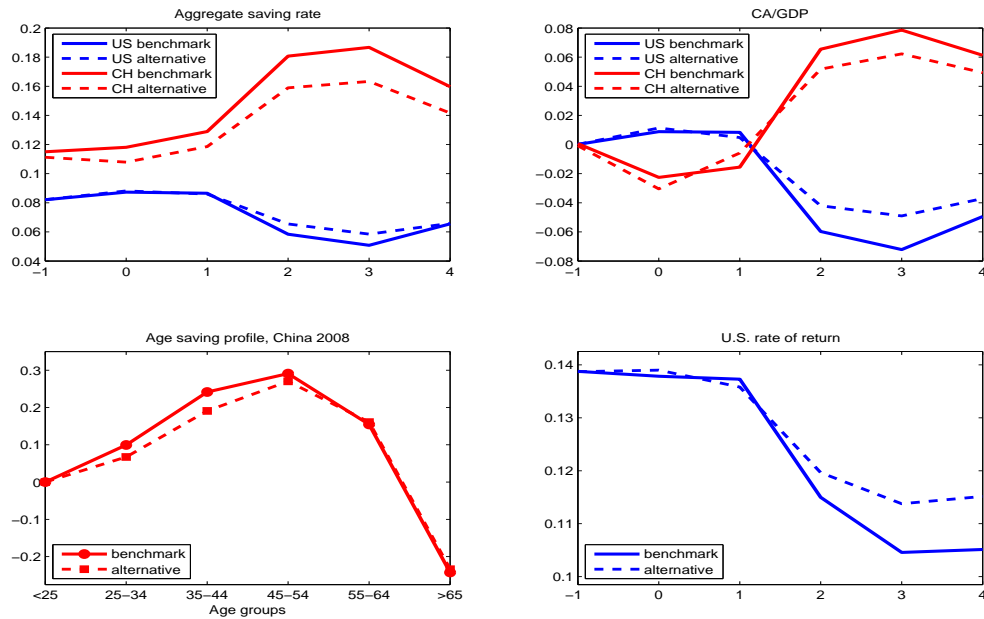 Aggregate saving rate
0.2
0.18
0.16
0.14
0.12
0.1
0.08
0.06
0.04
US benchmark
US alternative
CH benchmark
CH alternative
−1 0 1 2 3 4
CA/GDP
0.08
0.06
0.04
0.02
0
−0.02
−0.04
−0.06
−0.08
US benchmark
US alternative
CH benchmark
CH alternative
−1 0 1 2 3 4
Age saving profile, China 2008
0.3
0.2
0.1
0
−0.1
−0.2
benchmark
alternative
<25 25−34 35−44 45−54 55−64 >65
Age groups
U.S. rate of return
0.14
0.13
0.12
0.11
0.1
benchmark
alternative
−1 0 1 2 3 4